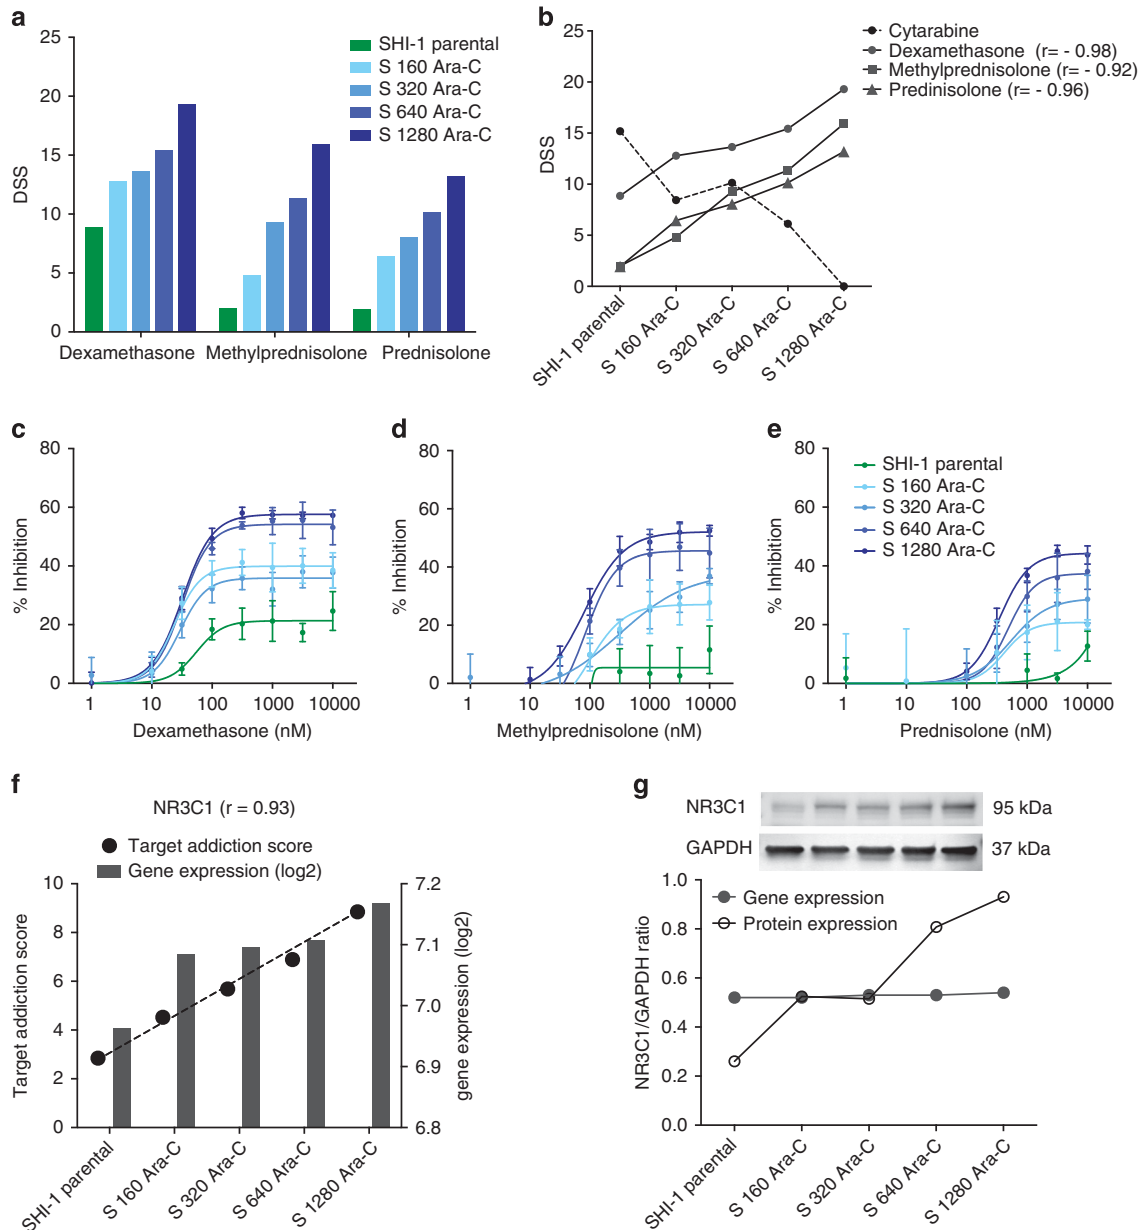 a
25
20
15
10
5
0
DSS
SHI-1 parental
S 160 Ara-C
S 320 Ara-C
S 640 Ara-C
S 1280 Ara-C
Dexamethasone
Methylprednisolone
Prednisolone
b
25
20
15
10
5
0
DSS
Cytarabine
Dexamethasone (r= - 0.98)
Methylprednisolone (r= - 0.92)
Predinisolone (r= - 0.96)
SHI-1 parental
S 160 Ara-C
S 320 Ara-C
S 640 Ara-C
S 1280 Ara-C
c
80
60
40
20
0
% Inhibition
1
10
100
1000
10000
Dexamethasone (nM)
d
80
60
40
20
0
% Inhibition
1
10
100
1000
10000
Methylprednisolone (nM)
e
80
60
40
20
0
% Inhibition
SHI-1 parental
S 160 Ara-C
S 320 Ara-C
S 640 Ara-C
S 1280 Ara-C
1
10
100
1000
10000
Prednisolone (nM)
f
NR3C1 (r = 0.93)
Target addiction score
Gene expression (log2)
10
8
6
4
2
0
Target addiction score
7.2
7.1
7.0
6.9
6.8
gene expression (log2)
SHI-1 parental
S 160 Ara-C
S 320 Ara-C
S 640 Ara-C
S 1280 Ara-C
g
NR3C1
95 kDa
GAPDH
37 kDa
1.0
0.8
0.6
0.4
0.2
0.0
NR3C1/GAPDH ratio
Gene expression
Protein expression
SHI-1 parental
S 160 Ara-C
S 320 Ara-C
S 640 Ara-C
S 1280 Ara-C